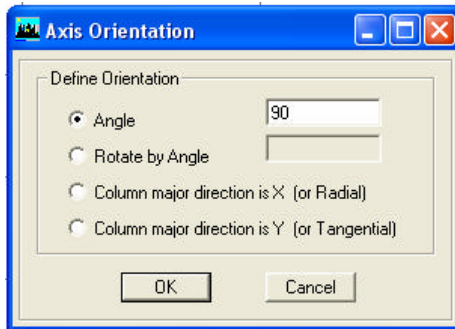 Axis Orientation
Define Orientation
Angle 90
Rotate by Angle
Column major direction is X (or Radial)
Column major direction is Y (or Tangential)
OK Cancel